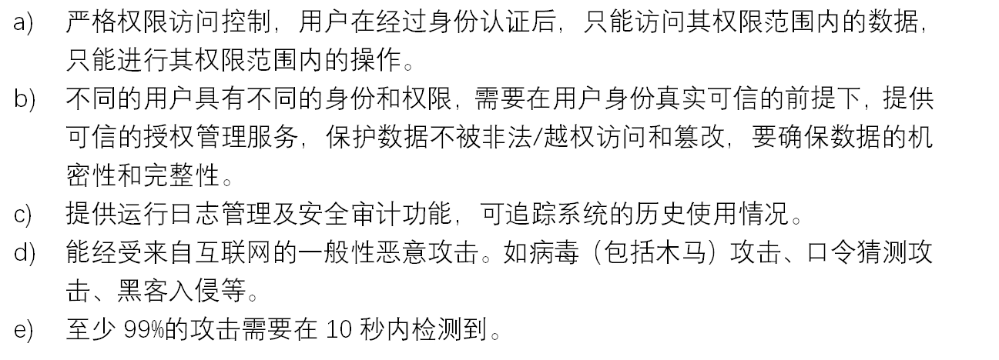 a) 严格权限访问控制，用户在经过身份认证后，只能访问其权限范围内的数据，
只能进行其权限范围内的操作。
b) 不同的用户具有不同的身份和权限，需要在用户身份真实可信的前提下，提供
可信的授权管理服务，保护数据不被非法/越权访问和篡改，要确保数据的机
密性和完整性。
c) 提供运行日志管理及安全审计功能，可追踪系统的历史使用情况。
d) 能经受来自互联网的一般性恶意攻击。如病毒（包括木马）攻击、口令猜测攻
击、黑客入侵等。
e) 至少 99%的攻击需要在 10 秒内检测到。